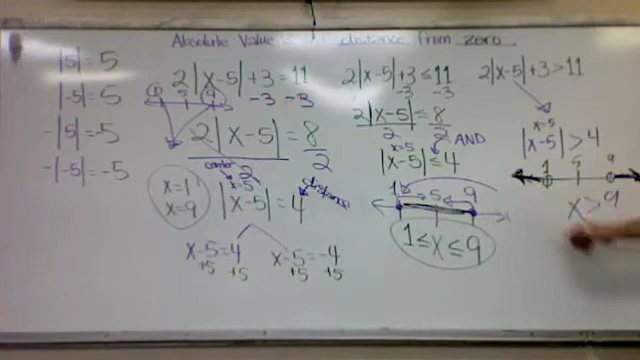 Absolute Value distance from zero.
|5| = 5
|-5| = 5
-|5| = -5
-|-5| = -5
2|x-5|+3=11
-3 -3
2|x-5|=8
2 2
center
x=5
|x-5|=4
distance
x=1
x=9
x-5=4
+5 +5
x-5=-4
+5 +5
2|x-5|+3≤11
-3 -3
2|x-5|≤8
2 2
AND
x=5
|x-5|≤4
1 5 9
1≤x≤9
2|x-5|+3>11
x=5
|x-5|>4
1 5 9
x>9